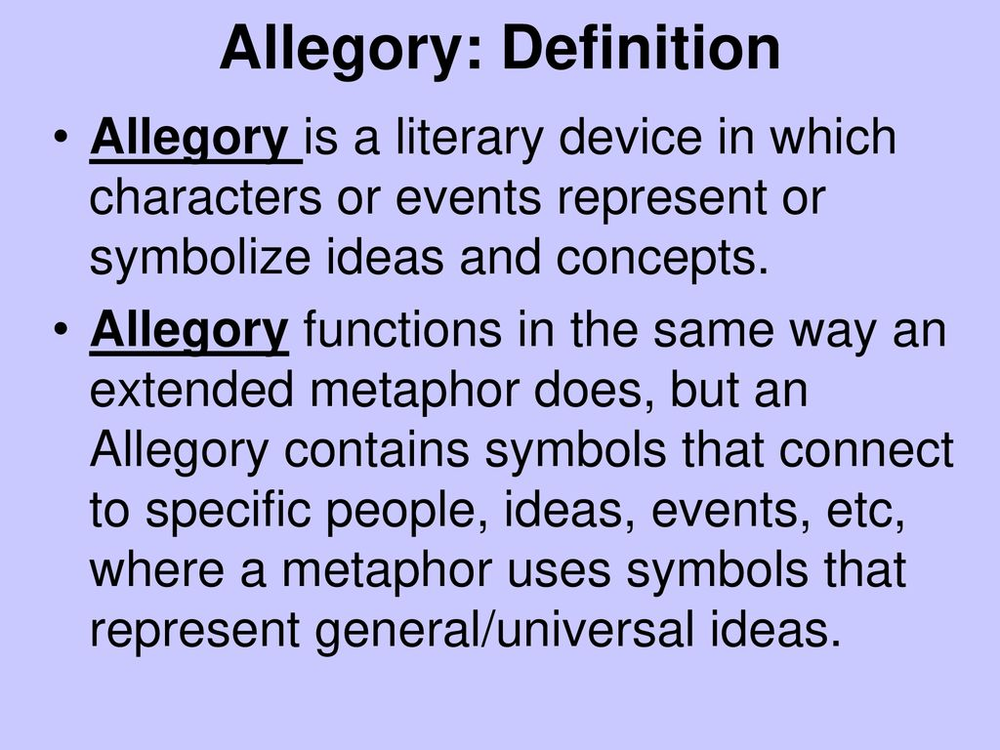 Allegory: Definition
• Allegory is a literary device in which
characters or events represent or
symbolize ideas and concepts.
• Allegory functions in the same way an
extended metaphor does, but an
Allegory contains symbols that connect
to specific people, ideas, events, etc,
where a metaphor uses symbols that
represent general/universal ideas.